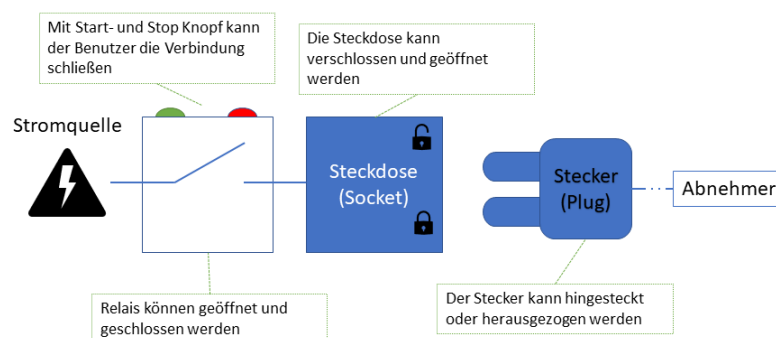 Mit Start- und Stop Knopf kann
der Benutzer die Verbindung
schließen
Die Steckdose kann
verschlossen und geöffnet
werden
Stromquelle
Steckdose
(Socket)
Stecker
(Plug)
Abnehmer
Relais können geöffnet und
geschlossen werden
Der Stecker kann hingesteckt
oder herausgezogen werden